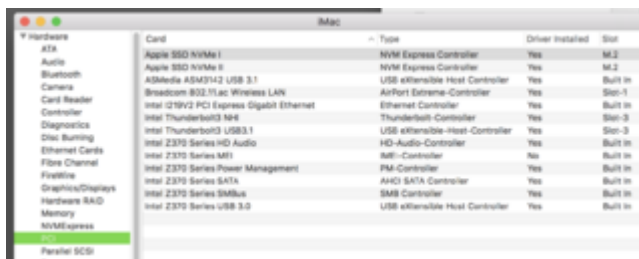 iMac
Hardware
ATA
Audio
Bluetooth
Camera
Card Reader
Controller
Diagnostics
Disc Burning
Ethernet Cards
Fibre Channel
FireWire
Graphics/Displays
Hardware RAID
Memory
NVMExpress
PCI
Parallel SCSI
Card Type Driver Installed Slot
Apple SSD NVMe I NVM Express Controller Yes M.2
Apple SSD NVMe II NVM Express Controller Yes M.2
ASMedia ASM3142 USB 3.1 USB eXtensible Host Controller Yes Built In
Broadcom 802.11.ac Wireless LAN AirPort Extreme-Controller Yes Slot-1
Intel I219V2 PCI Express Gigabit Ethernet Ethernet Controller Yes Built In
Intel Thunderbolt3 NHI Thunderbolt-Controller Yes Slot-3
Intel Thunderbolt3 USB3.1 USB-eXtensible-Host-Controller Yes Slot-3
Intel Z370 Series HD Audio HD-Audio-Controller Yes Built In
Intel Z370 Series MEI IMEI-Controller No Built In
Intel Z370 Series Power Management PM-Controller Yes Built In
Intel Z370 Series SATA AHCI SATA Controller Yes Built In
Intel Z370 Series SMBus SMB Controller Yes Built In
Intel Z370 Series USB 3.0 USB eXtensible Host Controller Yes Built In